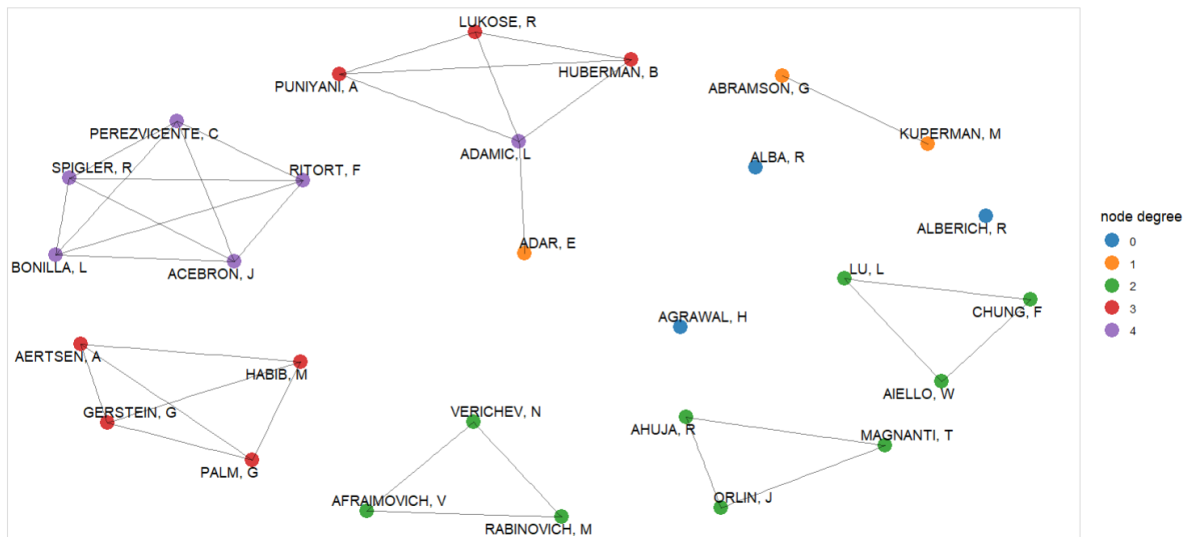 LUKOSE, R
HUBERMAN, B
PUNIYANI, A
ABRAMSON, G
PEREZVICENTE, C
KUPERMAN, M
ADAMIC, L
ALBA, R
SPIGLER, R
RITORT, F
ALBERICH, R
ADAR, E
BONILLA, L
ACEBRON, J
LU, L
CHUNG, F
AGRAWAL, H
AERTSEN, A
HABIB, M
AIELLO, W
GERSTEIN, G
VERICHEV, N
AHUJA, R
MAGNANTI, T
PALM, G
AFRAIMOVICH, V
ORLIN, J
RABINOVICH, M
node degree
0
1
2
3
4